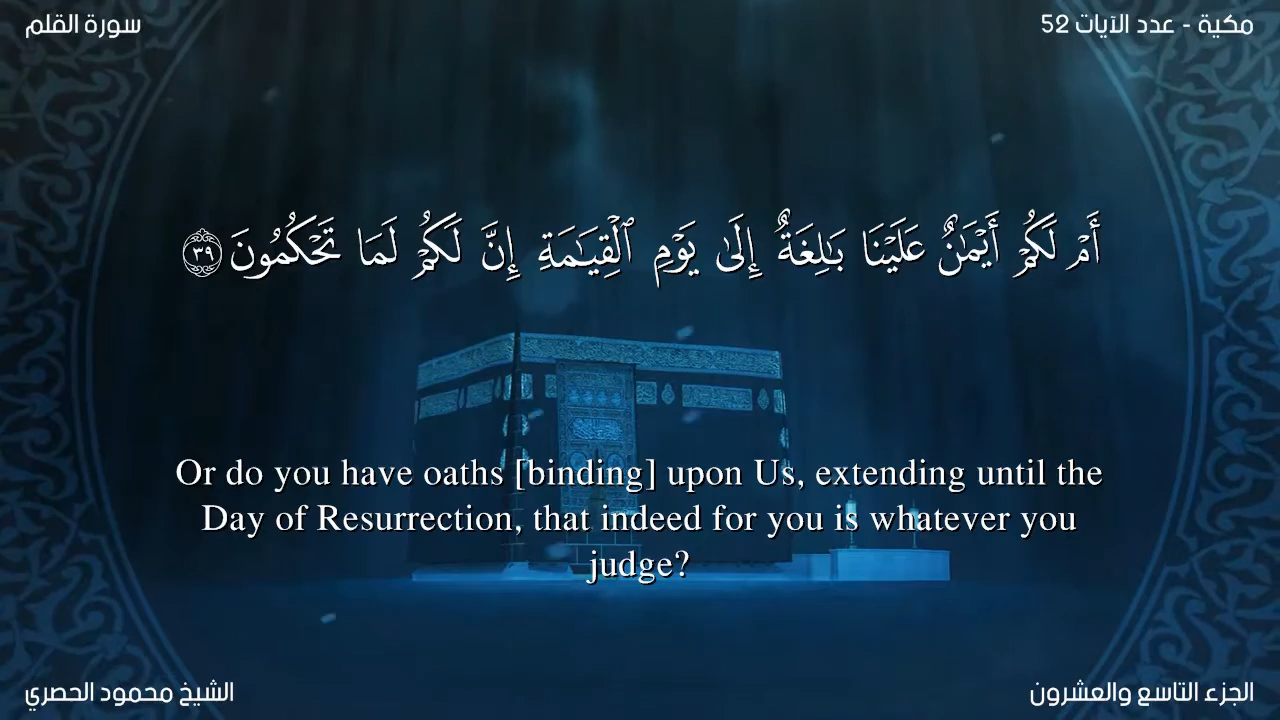 سورة القلم
مكية - عدد الآيات 52
أَمْ لَكُمْ أَيْمَٰنٌ عَلَيْنَا بَٰلِغَةٌ إِلَىٰ يَوْمِ ٱلْقِيَٰمَةِ إِنَّ لَكُمْ لَمَا تَحْكُمُونَ ٣٩
Or do you have oaths [binding] upon Us, extending until the
Day of Resurrection, that indeed for you is whatever you
judge?
الشيخ محمود الحصري
الجزء التاسع والعشرون